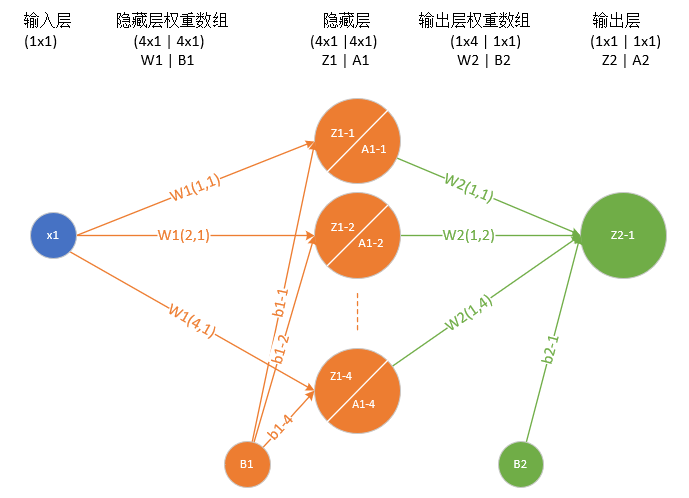 输入层
(1x1)
隐藏层权重数组
(4x1 | 4x1)
W1 | B1
隐藏层
(4x1 |4x1)
Z1 | A1
输出层权重数组
(1x4 | 1x1)
W2 | B2
输出层
(1x1 | 1x1)
Z2 | A2
x1
W1(1,1)
W1(2,1)
W1(4,1)
Z1-1
A1-1
Z1-2
A1-2
Z1-4
A1-4
b1-1
b1-2
b1-4
B1
W2(1,1)
W2(1,2)
W2(1,4)
Z2-1
b2-1
B2